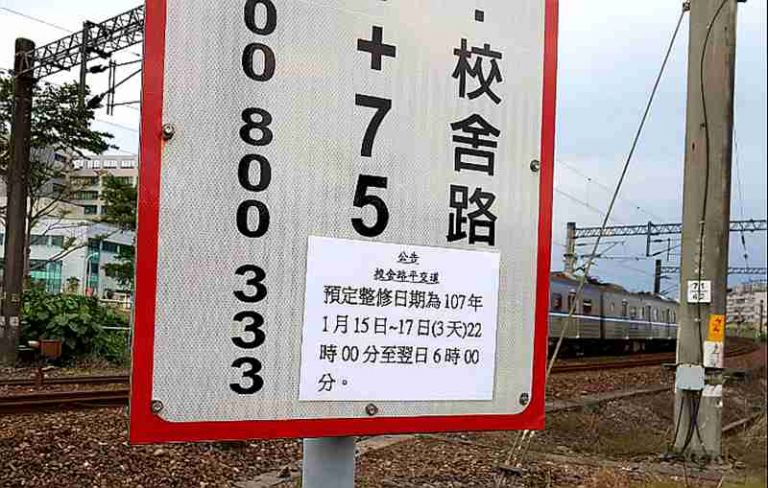 ·校舍路
+75
00 800 333
公告
校舍路平交道
預定整修日期為107年
1月15日~17日(3天)22
時00分至翌日6時00
分。